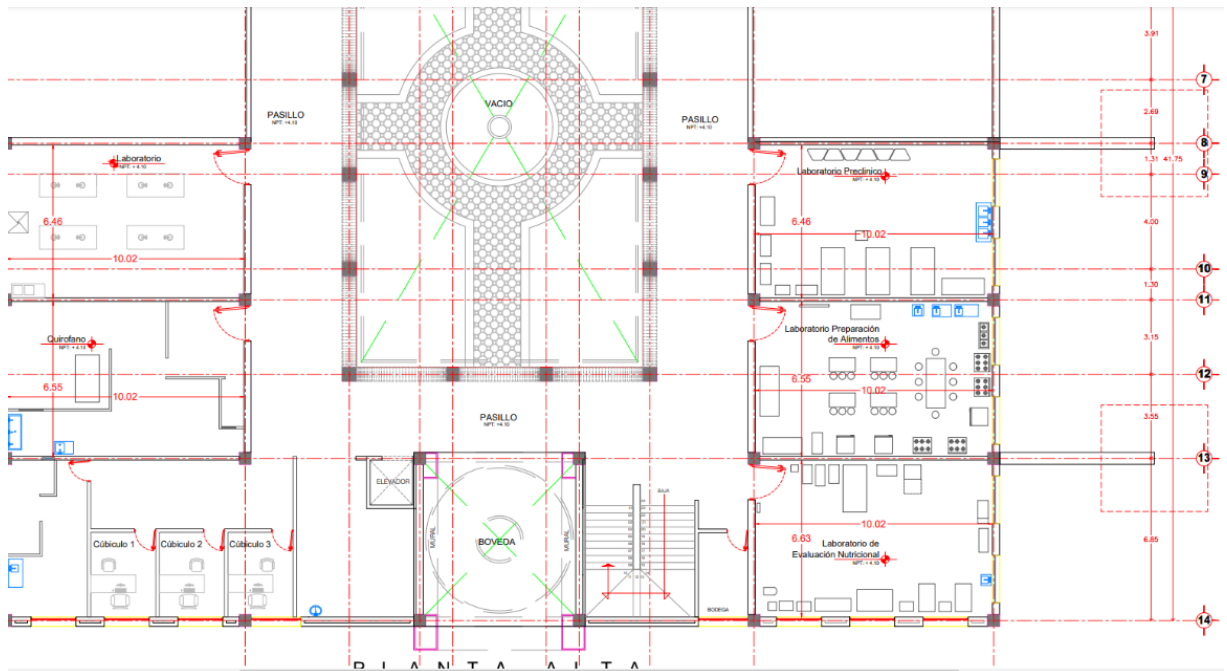 3.91
7
VACIO
PASILLO
NPT: +4.10
PASILLO
NPT: +4.10
2.69
8
Laboratorio
NPT: + 4.10
1.31
41.75
Laboratorio Preclinico
NPT: + 4.10
9
6.46
6.46
4.00
10.02
10.02
10
1.30
11
Quirofano
NPT: + 4.10
Laboratorio Preparación
de Alimentos
NPT: + 4.10
3.15
12
6.55
6.55
10.02
10.02
PASILLO
NPT: +4.10
3.55
13
ELEVADOR
BAJA
MURAL
BOVEDA
MURAL
10.02
6.63
Cúbiculo 1
Cúbiculo 2
Cúbiculo 3
Laboratorio de
Evaluación Nutricional
NPT: + 4.10
6.85
BODEGA
14
PLANTA ALTA